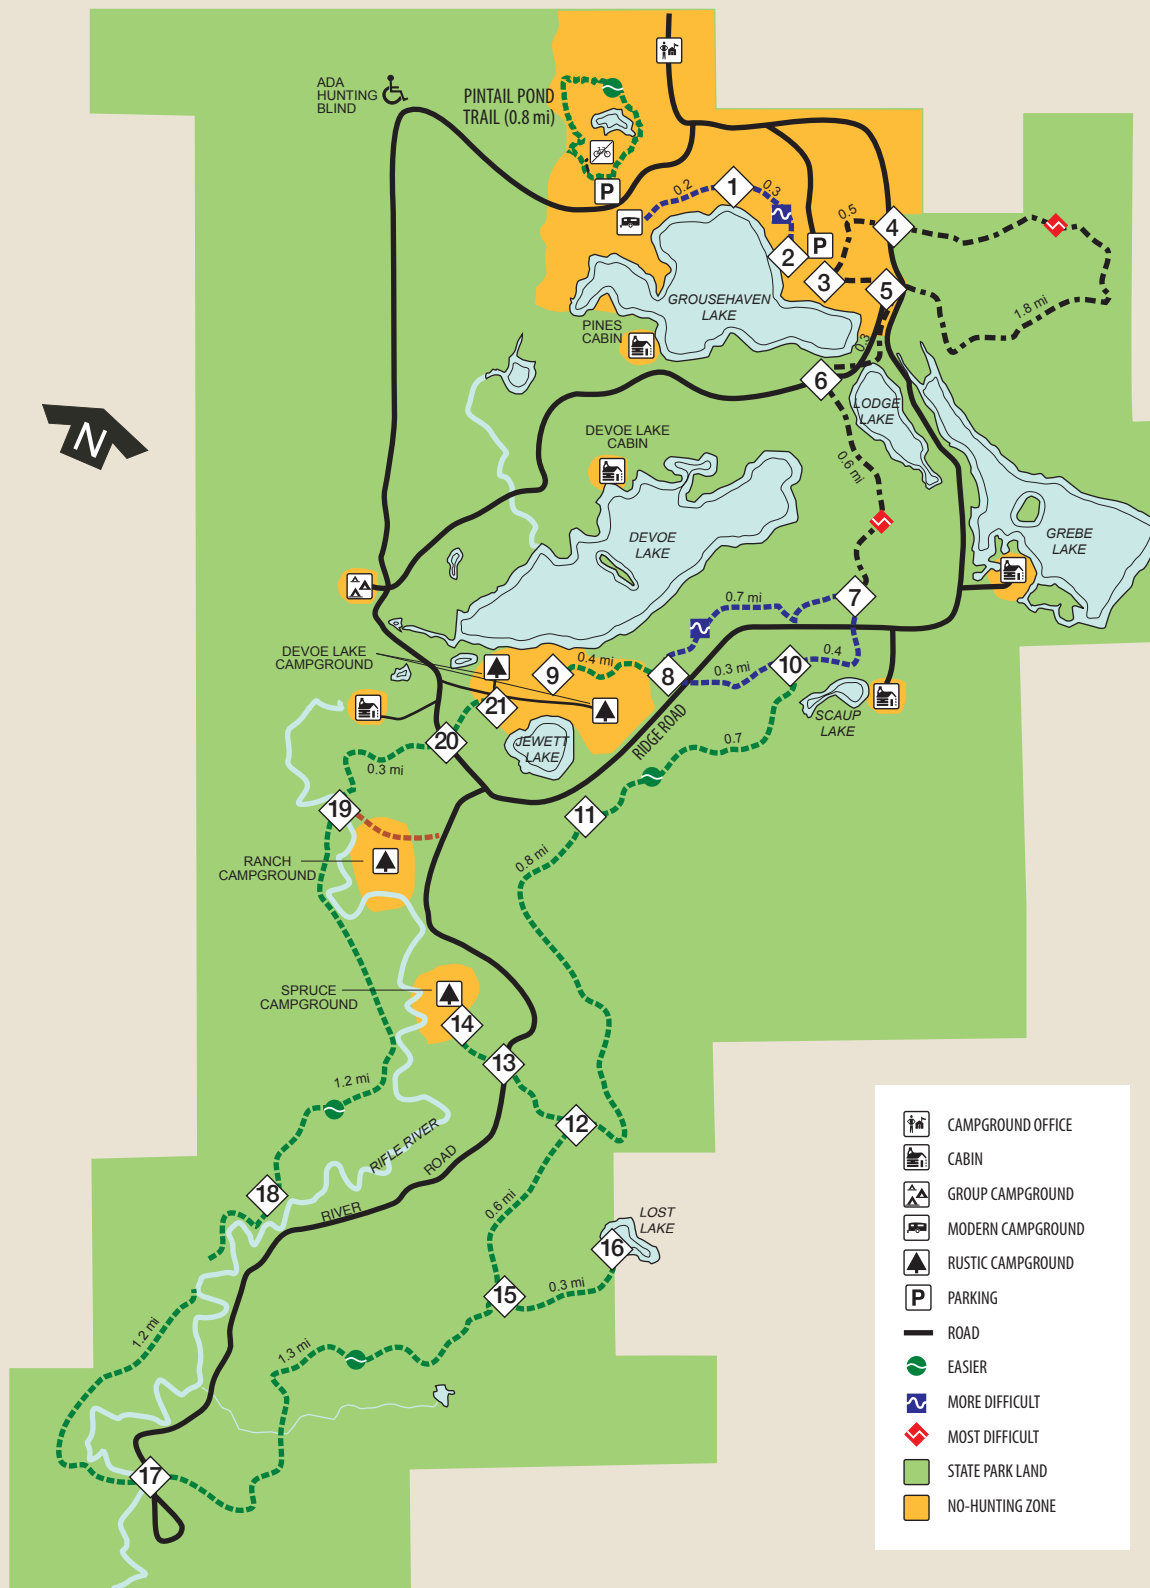 ADA
HUNTING
BLIND
PINTAIL POND
TRAIL (0.8 mi)
P
0.2
1
0.3
2
P
3
0.5
4
5
1.8 mi
GROUSEHAVEN
LAKE
PINES
CABIN
0.3
6
LODGE
LAKE
N
DEVOE LAKE
CABIN
0.6 mi
DEVOE
LAKE
GREBE
LAKE
0.7 mi
7
DEVOE LAKE
CAMPGROUND
9
0.4 mi
8
0.3 mi
10
0.4
21
SCAUP
LAKE
20
JEWETT
LAKE
RIDGE ROAD
0.7
0.3 mi
19
11
RANCH
CAMPGROUND
0.8 mi
SPRUCE
CAMPGROUND
14
13
1.2 mi
12
RIFLE RIVER
RIVER
ROAD
18
0.6 mi
LOST
LAKE
16
15
0.3 mi
1.2 mi
1.3 mi
17
CAMPGROUND OFFICE
CABIN
GROUP CAMPGROUND
MODERN CAMPGROUND
RUSTIC CAMPGROUND
P PARKING
ROAD
EASIER
MORE DIFFICULT
MOST DIFFICULT
STATE PARK LAND
NO-HUNTING ZONE